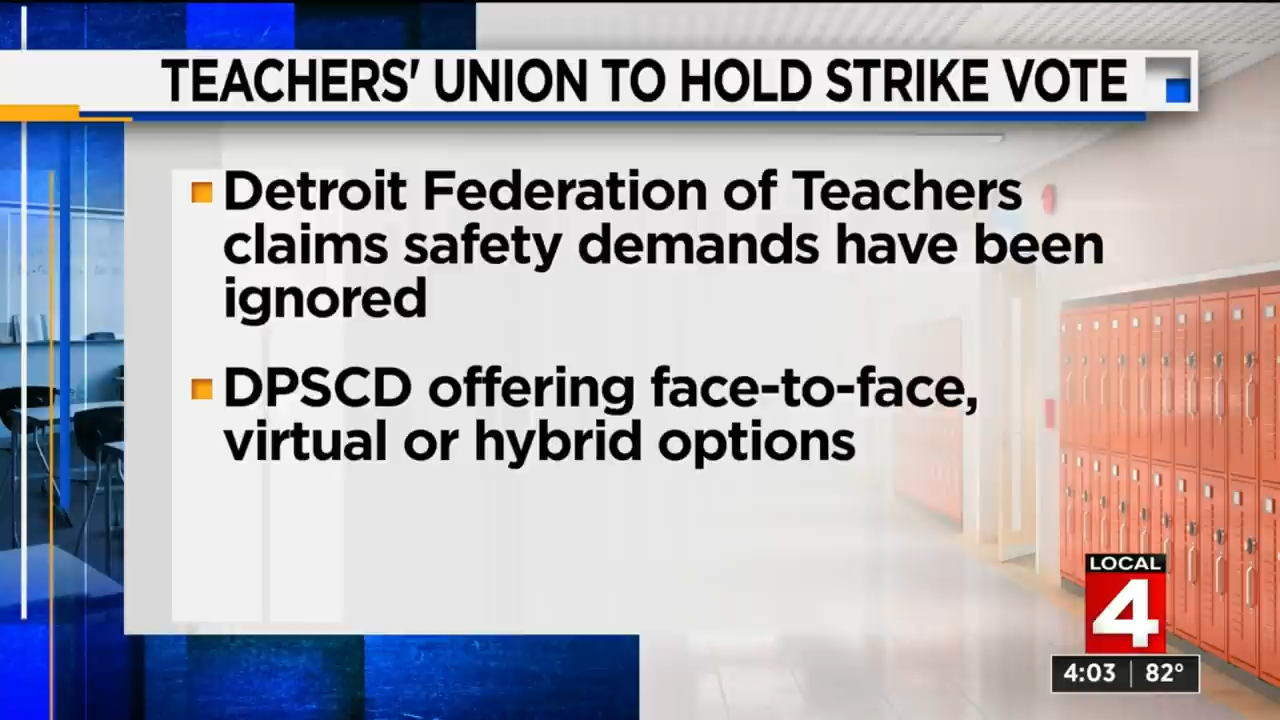 TEACHERS' UNION TO HOLD STRIKE VOTE
Detroit Federation of Teachers
claims safety demands have been
ignored
DPSCD offering face-to-face,
virtual or hybrid options
LOCAL
4
4:03 82°